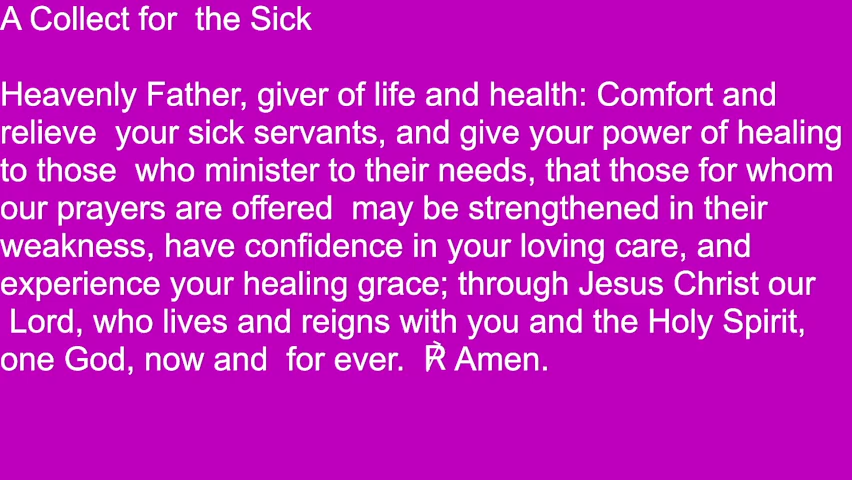 A Collect for  the Sick
Heavenly Father, giver of life and health: Comfort and
relieve  your sick servants, and give your power of healing
to those  who minister to their needs, that those for whom
our prayers are offered  may be strengthened in their
weakness, have confidence in your loving care, and
experience your healing grace; through Jesus Christ our
 Lord, who lives and reigns with you and the Holy Spirit,
one God, now and  for ever.  ℟ Amen.